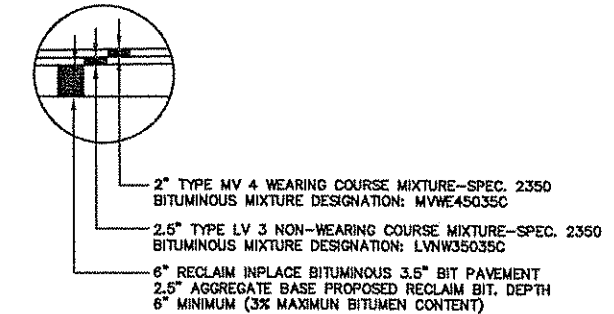 2" TYPE MV 4 WEARING COURSE MIXTURE-SPEC. 2350
BITUMINOUS MIXTURE DESIGNATION: MVWE45035C
2.5" TYPE LV 3 NON-WEARING COURSE MIXTURE-SPEC. 2350
BITUMINOUS MIXTURE DESIGNATION: LVNW35035C
6" RECLAIM INPLACE BITUMINOUS 3.5" BIT PAVEMENT
2.5" AGGREGATE BASE PROPOSED RECLAIM BIT. DEPTH
6" MINIMUM (3% MAXIMUN BITUMEN CONTENT)